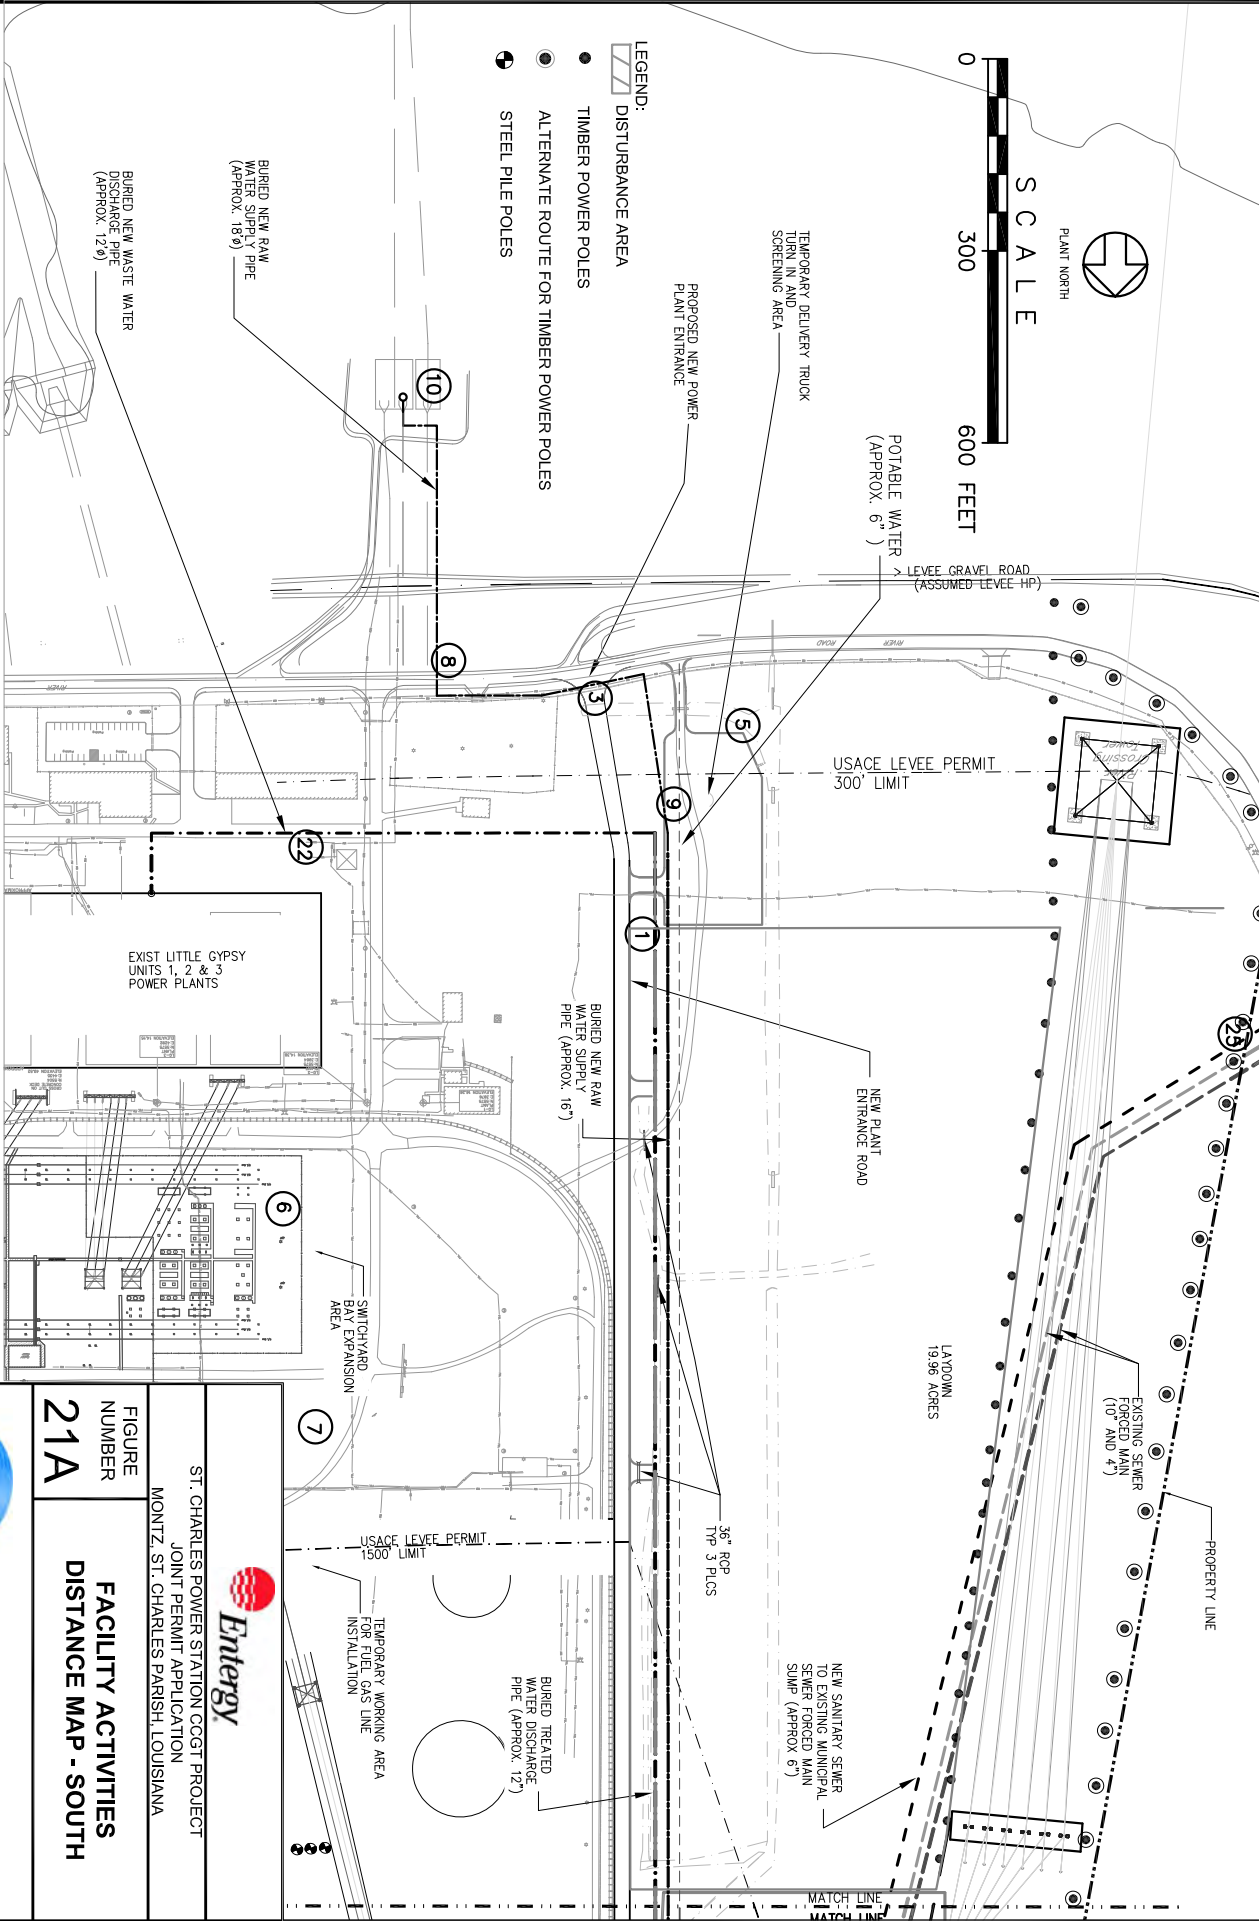 LEGEND:
DISTURBANCE AREA
TIMBER POWER POLES
ALTERNATE ROUTE FOR TIMBER POWER POLES
STEEL PILE POLES
SCALE
0
300
600 FEET
PLANT NORTH
BURIED NEW WASTE WATER
DISCHARGE PIPE
(APPROX. 12"ø)
BURIED NEW RAW
WATER SUPPLY PIPE
(APPROX. 18"ø)
PROPOSED NEW POWER
PLANT ENTRANCE
TEMPORARY DELIVERY TRUCK
TURN IN AND
SCREENING AREA
POTABLE WATER
(APPROX. 6")
> LEVEE GRAVEL ROAD
(ASSUMED LEVEE HP)
RIVER
ROAD
RIVER
10
8
3
5
9
22
1
25
6
7
River
Crossing
Tower
USACE LEVEE PERMIT
300' LIMIT
EXIST LITTLE GYPSY
UNITS 1, 2 & 3
POWER PLANTS
BURIED NEW RAW
WATER SUPPLY
PIPE (APPROX. 16")
NEW PLANT
ENTRANCE ROAD
SWITCHYARD
BAY EXPANSION
AREA
LAYDOWN
19.96 ACRES
EXISTING SEWER
FORCED MAIN
(10" AND 4")
PROPERTY LINE
36" RCP
TYP 3 PLCS
USACE LEVEE PERMIT
1500' LIMIT
TEMPORARY WORKING AREA
FOR FUEL GAS LINE
INSTALLATION
BURIED TREATED
WATER DISCHARGE
PIPE (APPROX. 12")
NEW SANITARY SEWER
TO EXISTING MUNICIPAL
SEWER FORCED MAIN
SUMP (APPROX 6")
MATCH LINE
MATCH LINE
Entergy
ST. CHARLES POWER STATION CCGT PROJECT
JOINT PERMIT APPLICATION
MONTZ, ST. CHARLES PARISH, LOUISIANA
FIGURE
NUMBER
21A
FACILITY ACTIVITIES
DISTANCE MAP - SOUTH